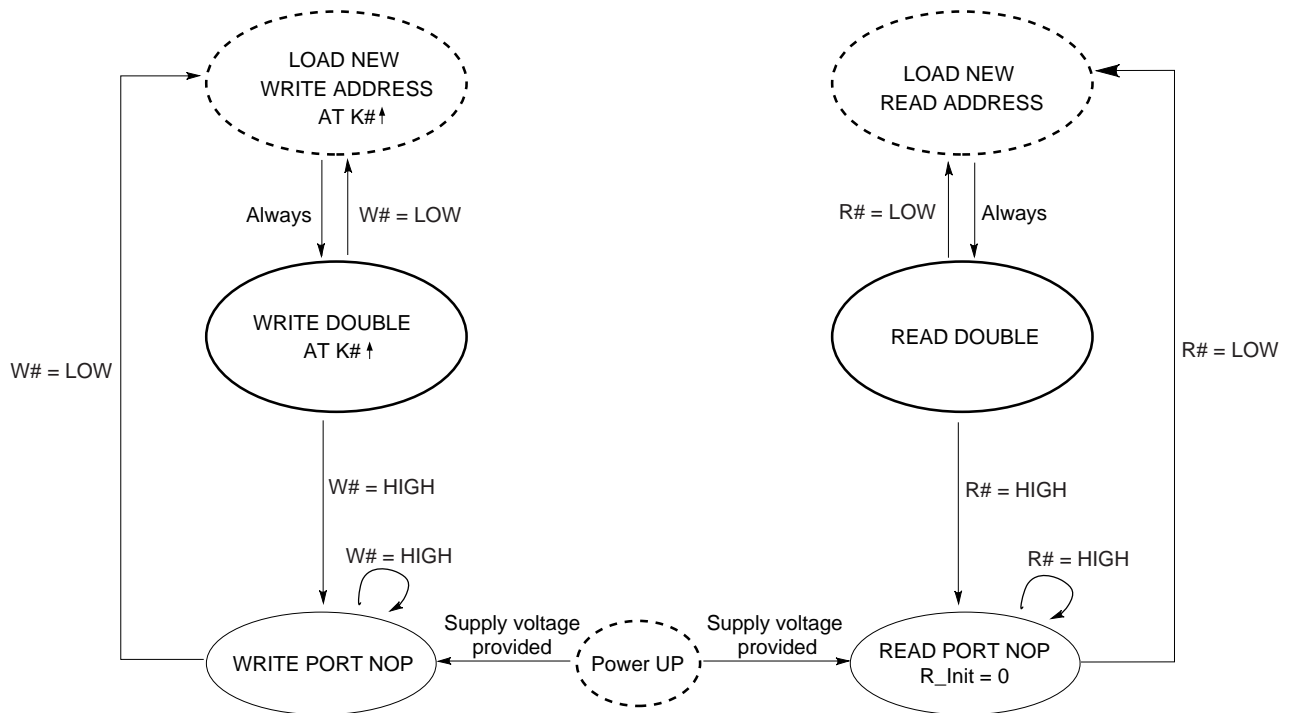 LOAD NEW
WRITE ADDRESS
AT K#↑
LOAD NEW
READ ADDRESS
Always
W# = LOW
R# = LOW
Always
WRITE DOUBLE
AT K#↑
READ DOUBLE
W# = LOW
R# = LOW
W# = HIGH
R# = HIGH
W# = HIGH
R# = HIGH
Supply voltage
provided
Supply voltage
provided
WRITE PORT NOP
Power UP
READ PORT NOP
R_Init = 0